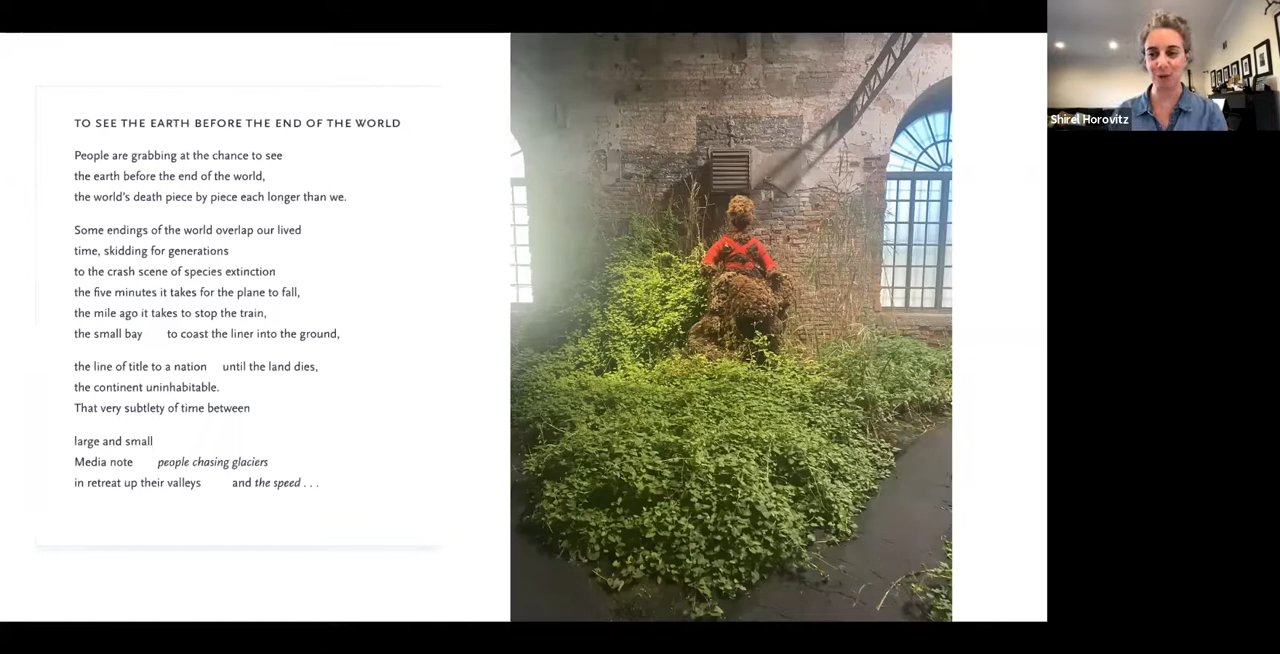 TO SEE THE EARTH BEFORE THE END OF THE WORLD
People are grabbing at the chance to see
the earth before the end of the world,
the world's death piece by piece each longer than we.
Some endings of the world overlap our lived
time, skidding for generations
to the crash scene of species extinction
the five minutes it takes for the plane to fall,
the mile ago it takes to stop the train,
the small bay to coast the liner into the ground,
the line of title to a nation until the land dies,
the continent uninhabitable.
That very subtlety of time between
large and small
Media note people chasing glaciers
in retreat up their valleys and the speed . . .
Shirel Horovitz